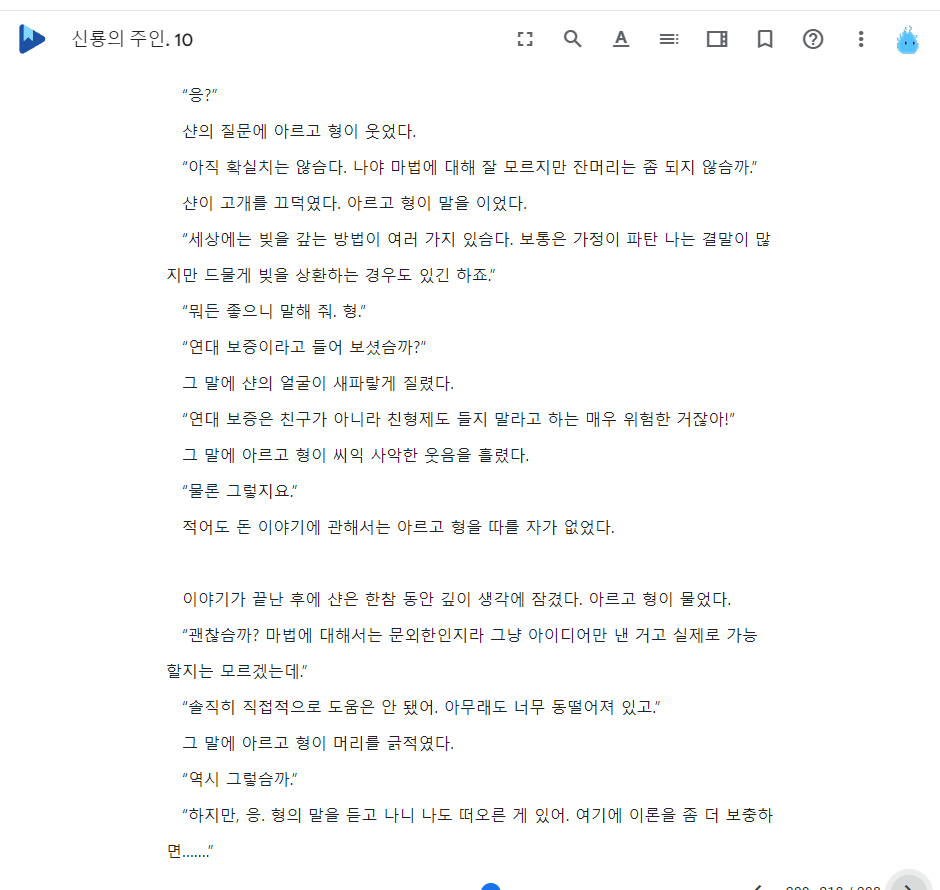 신룡의 주인. 10
“응?”
샨의 질문에 아르고 형이 웃었다.
“아직 확실치는 않슴다. 나야 마법에 대해 잘 모르지만 잔머리는 좀 되지 않슴까.”
샨이 고개를 끄덕였다. 아르고 형이 말을 이었다.
“세상에는 빚을 갚는 방법이 여러 가지 있슴다. 보통은 가정이 파탄 나는 결말이 많
지만 드물게 빚을 상환하는 경우도 있긴 하죠.”
“뭐든 좋으니 말해 줘. 형.”
“연대 보증이라고 들어 보셨슴까?”
그 말에 샨의 얼굴이 새파랗게 질렸다.
“연대 보증은 친구가 아니라 친형제도 들지 말라고 하는 매우 위험한 거잖아!”
그 말에 아르고 형이 씨익 사악한 웃음을 흘렸다.
“물론 그렇지요.”
적어도 돈 이야기에 관해서는 아르고 형을 따를 자가 없었다.
이야기가 끝난 후에 샨은 한참 동안 깊이 생각에 잠겼다. 아르고 형이 물었다.
“괜찮슴까? 마법에 대해서는 문외한인지라 그냥 아이디어만 낸 거고 실제로 가능
할지는 모르겠는데.”
“솔직히 직접적으로 도움은 안 됐어. 아무래도 너무 동떨어져 있고.”
그 말에 아르고 형이 머리를 긁적였다.
“역시 그렇슴까.”
“하지만, 응. 형의 말을 듣고 나니 나도 떠오른 게 있어. 여기에 이론을 좀 더 보충하
면…….”